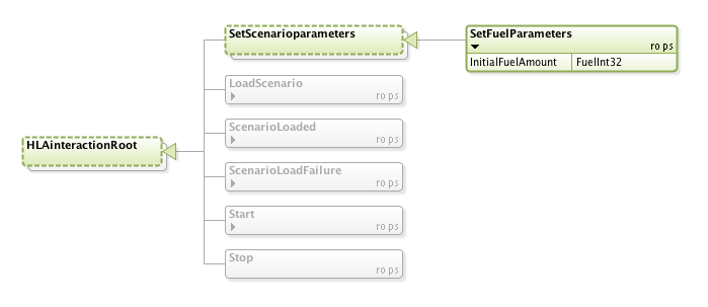 SetScenarioparameters
SetFuelParameters
ro ps
InitialFuelAmount FuelInt32
LoadScenario
ro ps
ScenarioLoaded
ro ps
HLAinteractionRoot
ScenarioLoadFailure
ro ps
Start
ro ps
Stop
ro ps